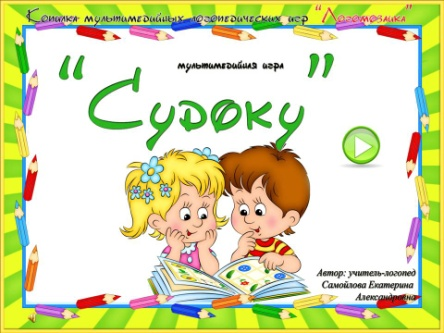 Копилка мультимедийных логопедических игр "Логомозаика"
мультимедийная игра
"Судоку"
Автор: учитель-логопед
Самойлова Екатерина
Александровна